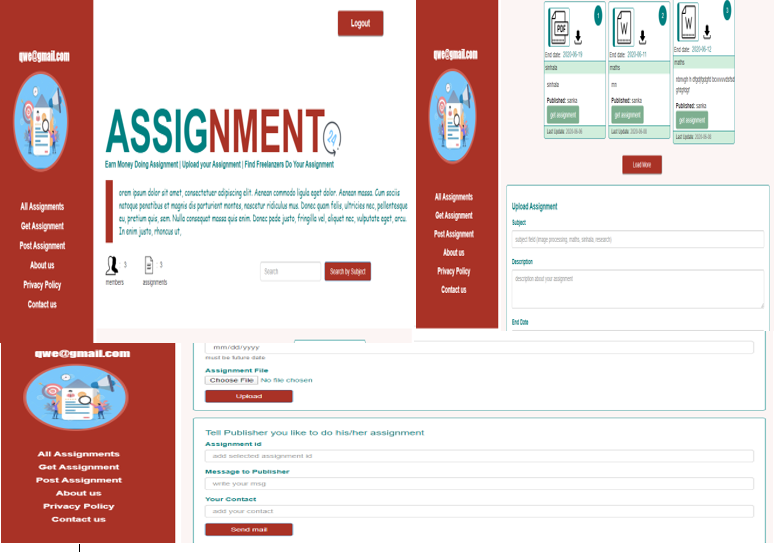 Logout
qwe@gmail.com
All Assignments
Get Assignment
Post Assignment
About us
Privacy Policy
Contact us
ASSIGNMENT
24
Earn Money Doing Assignment | Upload your Assignment | Find Freelanzers Do Your Assignment
orem ipsum dolor sit amet, consectetuer adipiscing elit. Aenean commodo ligula eget dolor. Aenean massa. Cum sociis
natoque penatibus et magnis dis parturient montes, nascetur ridiculus mus. Donec quam felis, ultricies nec, pellentesque
eu, pretium quis, sem. Nulla consequat massa quis enim. Donec pede justo, fringilla vel, aliquet nec, vulputate eget, arcu.
In enim justo, rhoncus ut,
: 3
members
: 3
assignments
Search
Search by Subject
qwe@gmail.com
All Assignments
Get Assignment
Post Assignment
About us
Privacy Policy
Contact us
1
PDF
End date: 2020-06-19
sinhala
sinhala
Published: sanka
get assignment
Last Update: 2020-06-06
2
W
End date: 2020-06-11
maths
mn
Published: sanka
get assignment
Last Update: 2020-06-06
3
W
End date: 2020-06-12
maths
Published: sanka
get assignment
Last Update: 2020-06-06
Load More
Upload Assignment
Subject
subject field (image processing, maths, sinhala, research)
Description
description about your assignment
End Date
qwe@gmail.com
All Assignments
Get Assignment
Post Assignment
About us
Privacy Policy
Contact us
mm/dd/yyyy
must be future date
Assignment File
Choose File No file chosen
Upload
Tell Publisher you like to do his/her assignment
Assignment id
add selected assignment id
Message to Publisher
write your msg
Your Contact
add your contact
Send mail